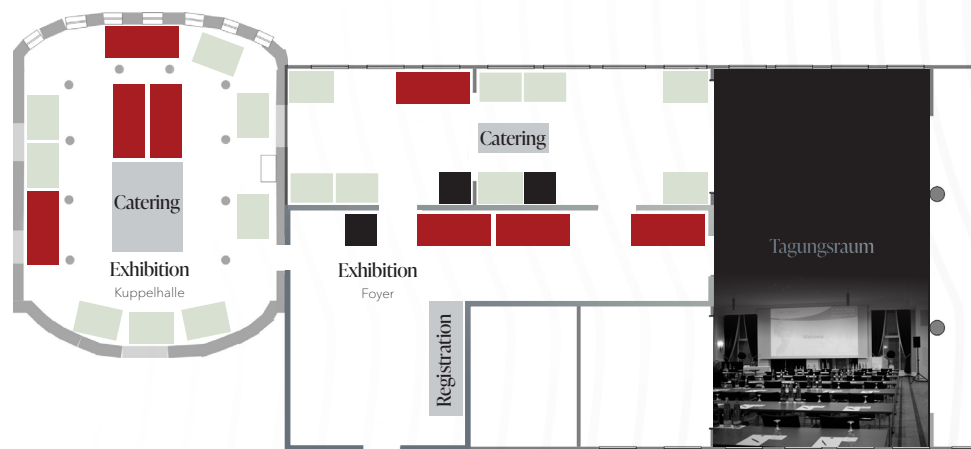 Catering
Catering
Exhibition
Kuppelhalle
Exhibition
Foyer
Registration
Tagungsraum